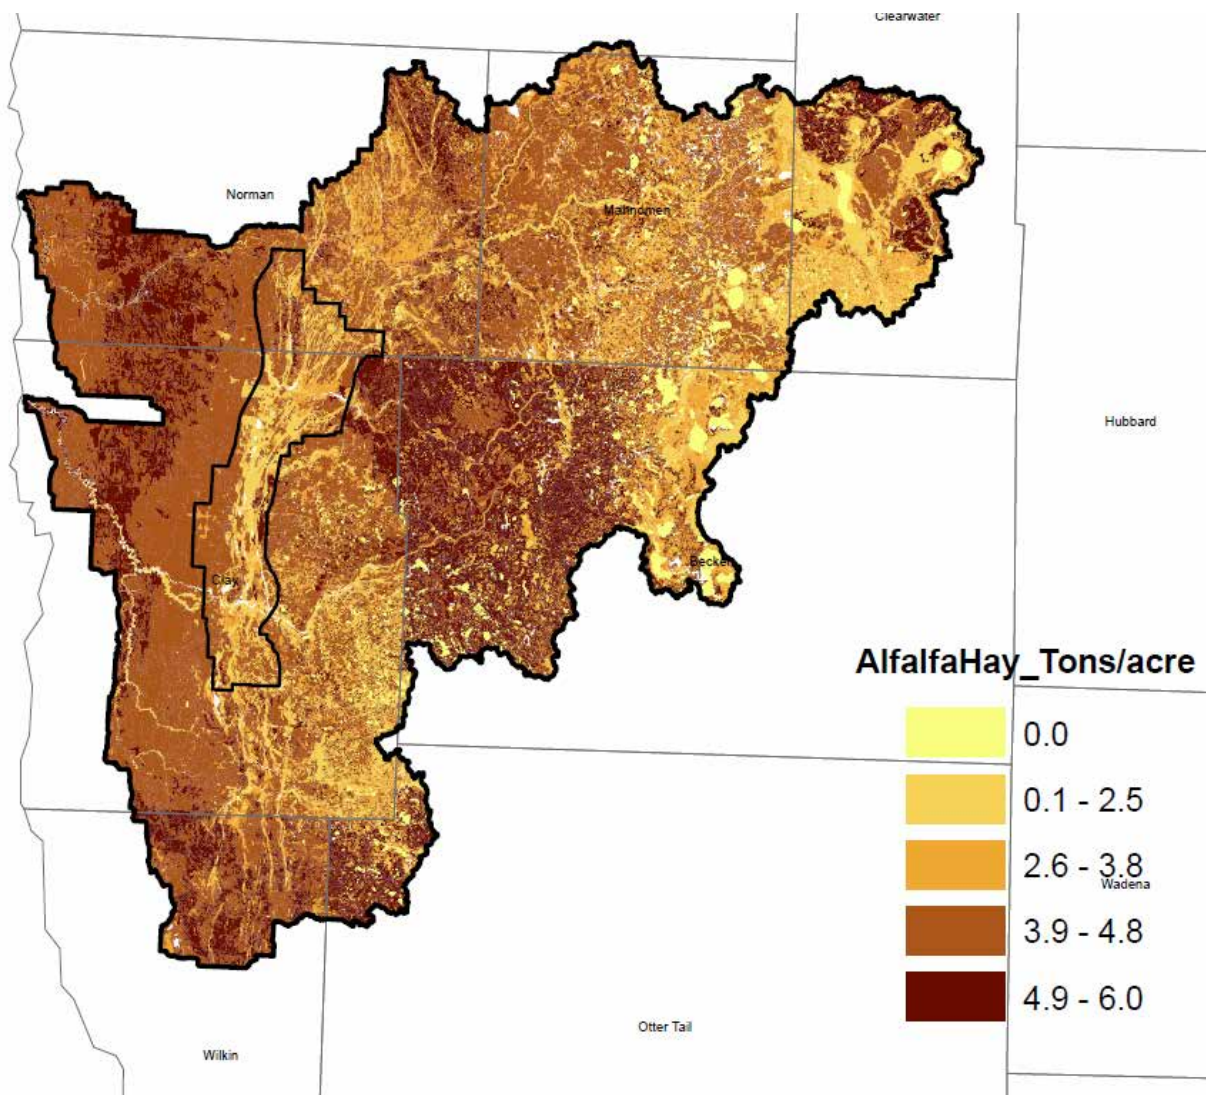 Clearwater
Norman
Mahnomen
Hubbard
Becker
Clay
AlfalfaHay_Tons/acre
0.0
0.1 - 2.5
2.6 - 3.8
Wadena
3.9 - 4.8
4.9 - 6.0
Otter Tail
Wilkin